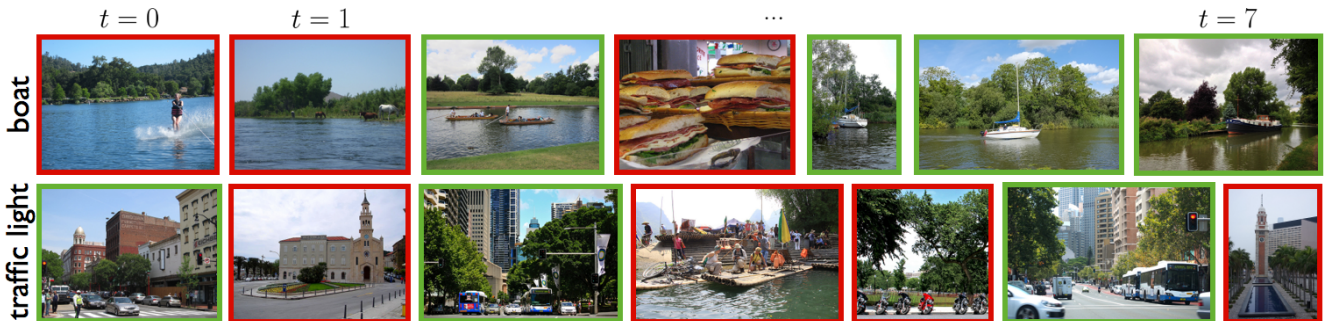 t = 0
t = 1
...
t = 7
boat
traffic light